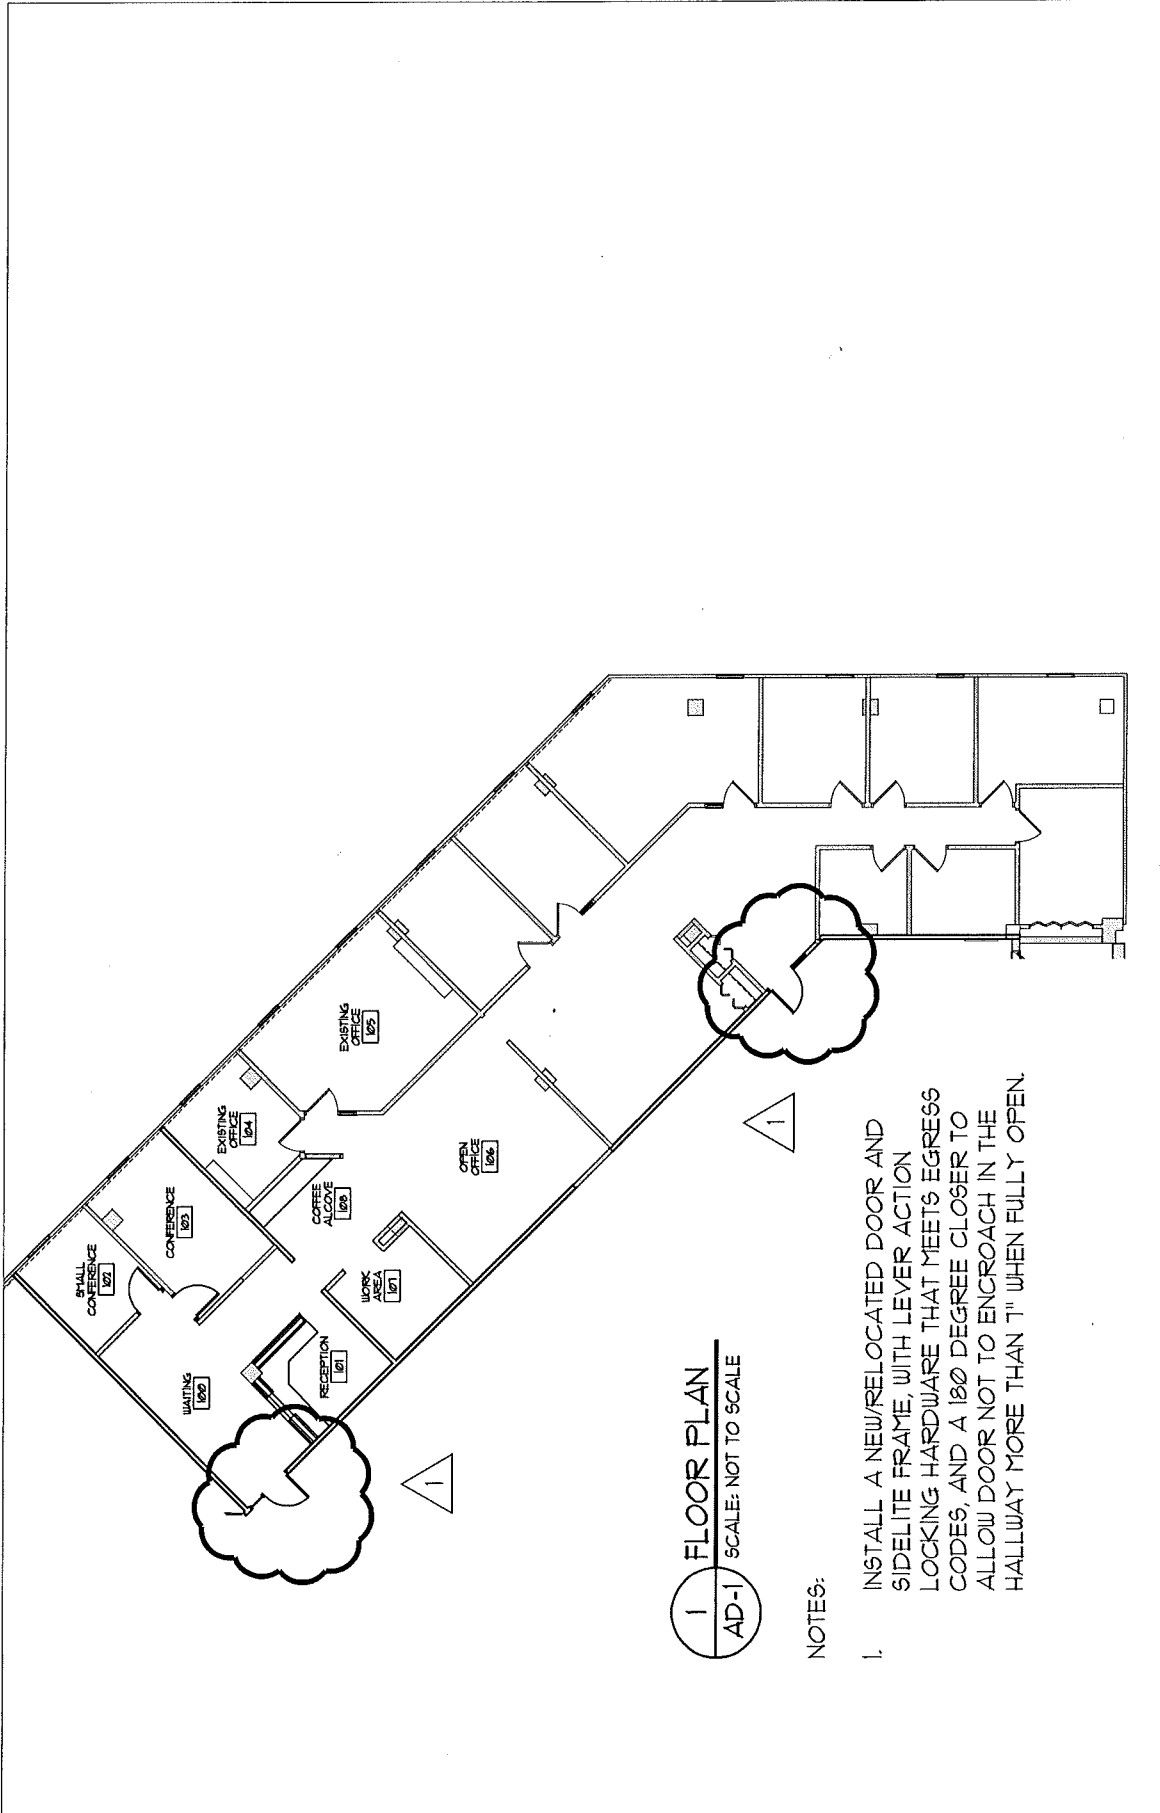 SMALL
CONFERENCE
102
CONFERENCE
103
EXISTING
OFFICE
104
EXISTING
OFFICE
105
WAITING
100
COFFEE
ALCOVE
108
OPEN
OFFICE
106
RECEPTION
101
WORK
AREA
107
1
1
1
AD-1
FLOOR PLAN
SCALE: NOT TO SCALE
NOTES:
1. INSTALL A NEW/RELOCATED DOOR AND
SIDELITE FRAME, WITH LEVER ACTION
LOCKING HARDWARE THAT MEETS EGRESS
CODES, AND A 180 DEGREE CLOSER TO
ALLOW DOOR NOT TO ENCROACH IN THE
HALLWAY MORE THAN 7" WHEN FULLY OPEN.